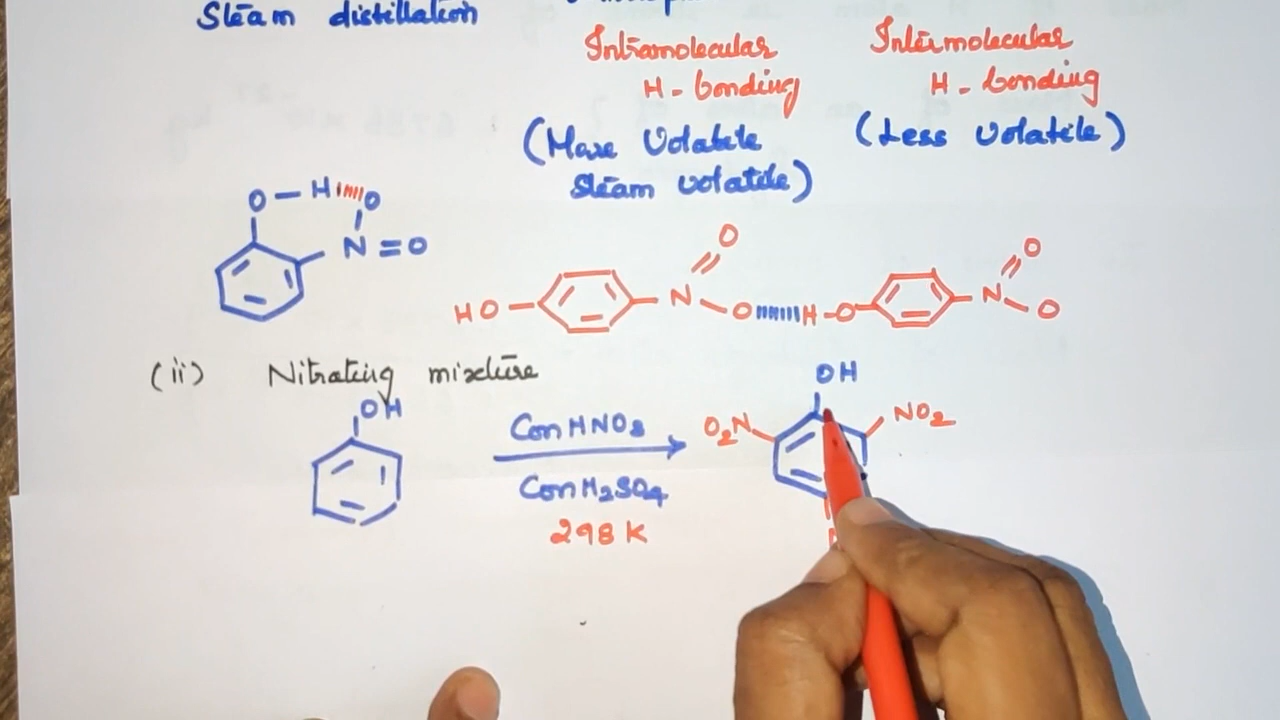 Steam distillation
Intramolecular
H - bonding
(More Volatile
Steam volatile)
Intermolecular
H - bonding
(Less Volatile)
O - H O
N = O
HO N O O H - O N O O
(ii) Nitrating mixture
OH
Con HNO3
Con H2SO4
298 K
OH
O2N NO2